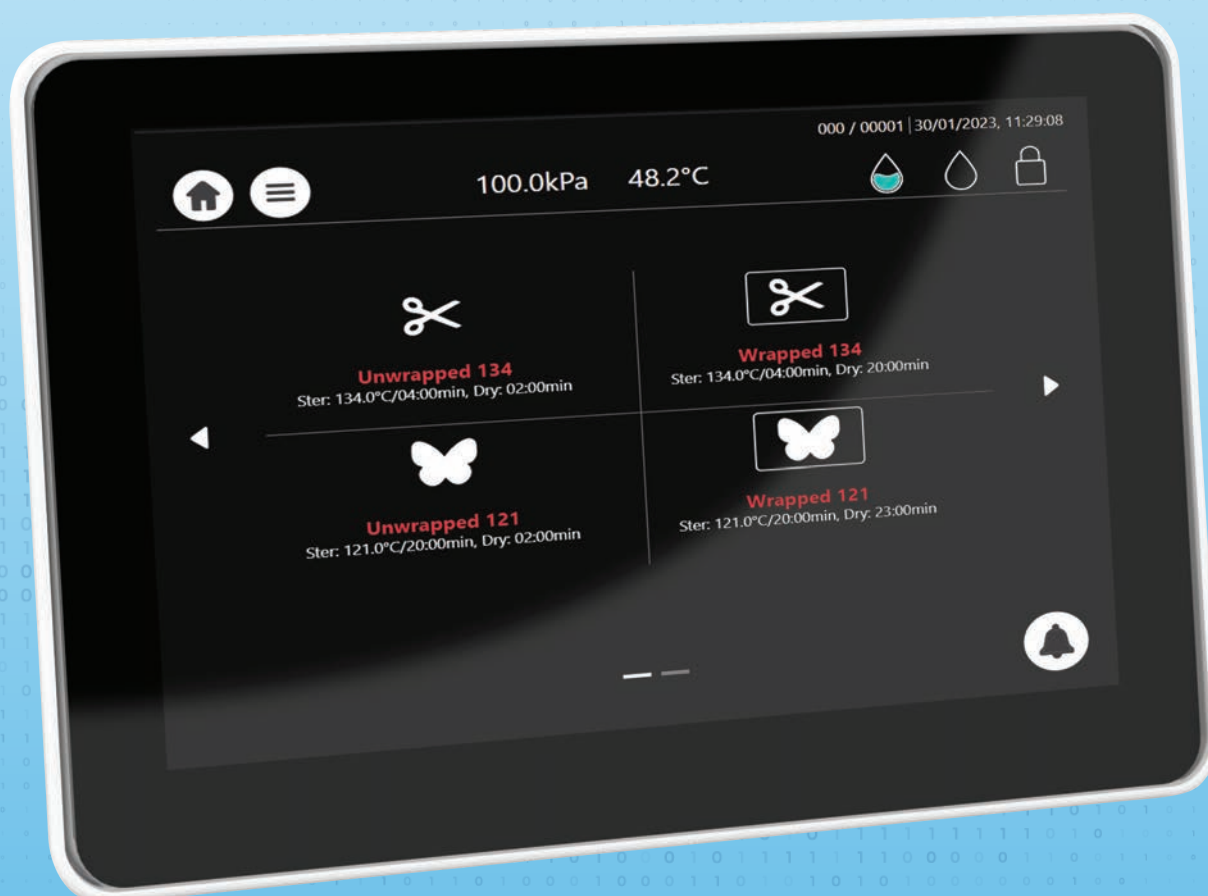 000 / 00001 | 30/01/2023, 11:29:08
100.0kPa 48.2°C
Unwrapped 134
Ster: 134.0°C/04:00min, Dry: 02:00min
Wrapped 134
Ster: 134.0°C/04:00min, Dry: 20:00min
Unwrapped 121
Ster: 121.0°C/20:00min, Dry: 02:00min
Wrapped 121
Ster: 121.0°C/20:00min, Dry: 23:00min